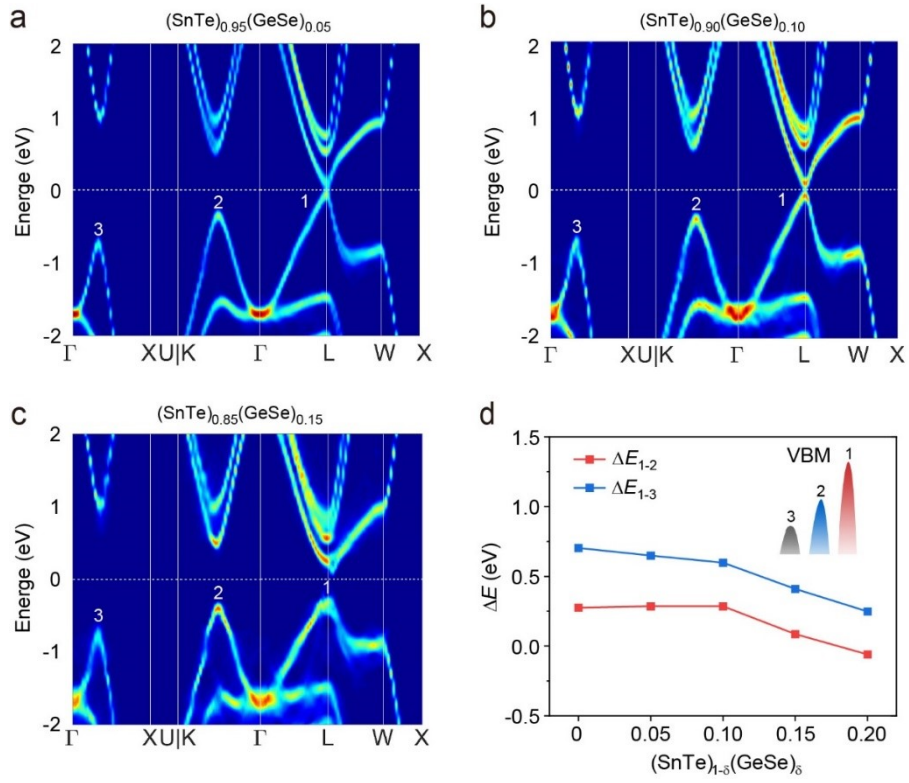 a
(SnTe)0.95(GeSe)0.05
Energe (eV)
2
1
0
-1
-2
3
2
1
Γ X U|K Γ L W X
b
(SnTe)0.90(GeSe)0.10
Energe (eV)
2
1
0
-1
-2
3
2
1
Γ X U|K Γ L W X
c
(SnTe)0.85(GeSe)0.15
Energe (eV)
2
1
0
-1
-2
3
2
1
Γ X U|K Γ L W X
d
ΔE (eV)
1.5
1.0
0.5
0.0
-0.5
ΔE1-2
ΔE1-3
VBM
1
2
3
0 0.05 0.10 0.15 0.20
(SnTe)1-δ(GeSe)δ